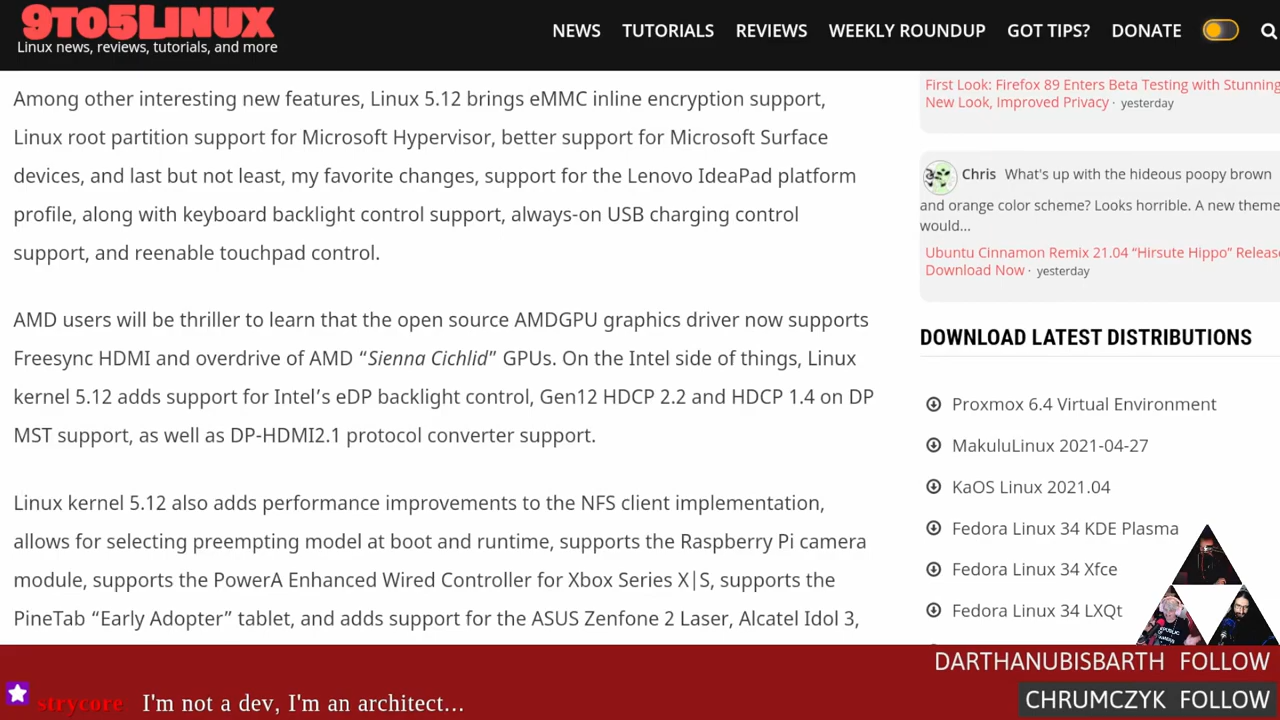 9TO5LINUX
Linux news, reviews, tutorials, and more
NEWS TUTORIALS REVIEWS WEEKLY ROUNDUP GOT TIPS? DONATE
Among other interesting new features, Linux 5.12 brings eMMC inline encryption support,
Linux root partition support for Microsoft Hypervisor, better support for Microsoft Surface
devices, and last but not least, my favorite changes, support for the Lenovo IdeaPad platform
profile, along with keyboard backlight control support, always-on USB charging control
support, and reenable touchpad control.
AMD users will be thriller to learn that the open source AMDGPU graphics driver now supports
Freesync HDMI and overdrive of AMD “Sienna Cichlid” GPUs. On the Intel side of things, Linux
kernel 5.12 adds support for Intel’s eDP backlight control, Gen12 HDCP 2.2 and HDCP 1.4 on DP
MST support, as well as DP-HDMI2.1 protocol converter support.
Linux kernel 5.12 also adds performance improvements to the NFS client implementation,
allows for selecting preempting model at boot and runtime, supports the Raspberry Pi camera
module, supports the PowerA Enhanced Wired Controller for Xbox Series X|S, supports the
PineTab “Early Adopter” tablet, and adds support for the ASUS Zenfone 2 Laser, Alcatel Idol 3,
First Look: Firefox 89 Enters Beta Testing with Stunning
New Look, Improved Privacy · yesterday
Chris What's up with the hideous poopy brown
and orange color scheme? Looks horrible. A new theme
would...
Ubuntu Cinnamon Remix 21.04 “Hirsute Hippo” Releas
Download Now · yesterday
DOWNLOAD LATEST DISTRIBUTIONS
Proxmox 6.4 Virtual Environment
MakuluLinux 2021-04-27
KaOS Linux 2021.04
Fedora Linux 34 KDE Plasma
Fedora Linux 34 Xfce
Fedora Linux 34 LXQt
DARTHANUBISBARTH FOLLOW
CHRUMCZYK FOLLOW
strycore I'm not a dev, I'm an architect...